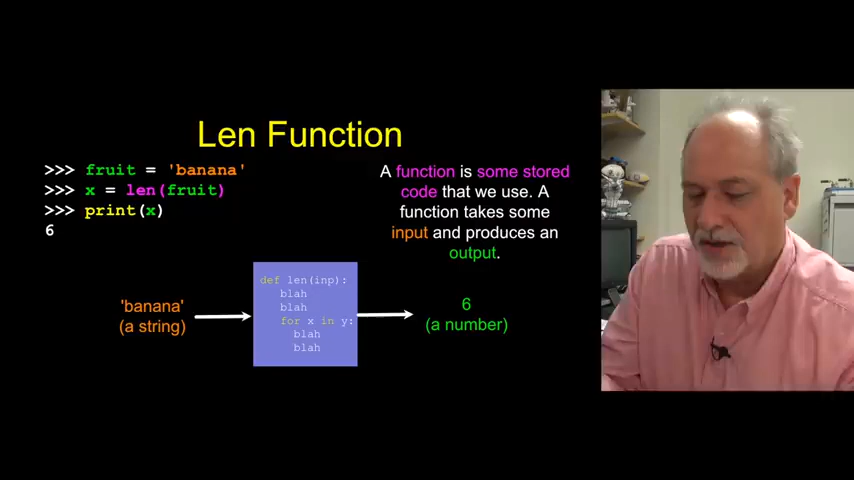 Len Function
>>> fruit = 'banana'
>>> x = len(fruit)
>>> print(x)
6
A function is some stored
code that we use. A
function takes some
input and produces an
output.
'banana'
(a string)
def len(inp):
blah
blah
for x in y:
blah
blah
6
(a number)